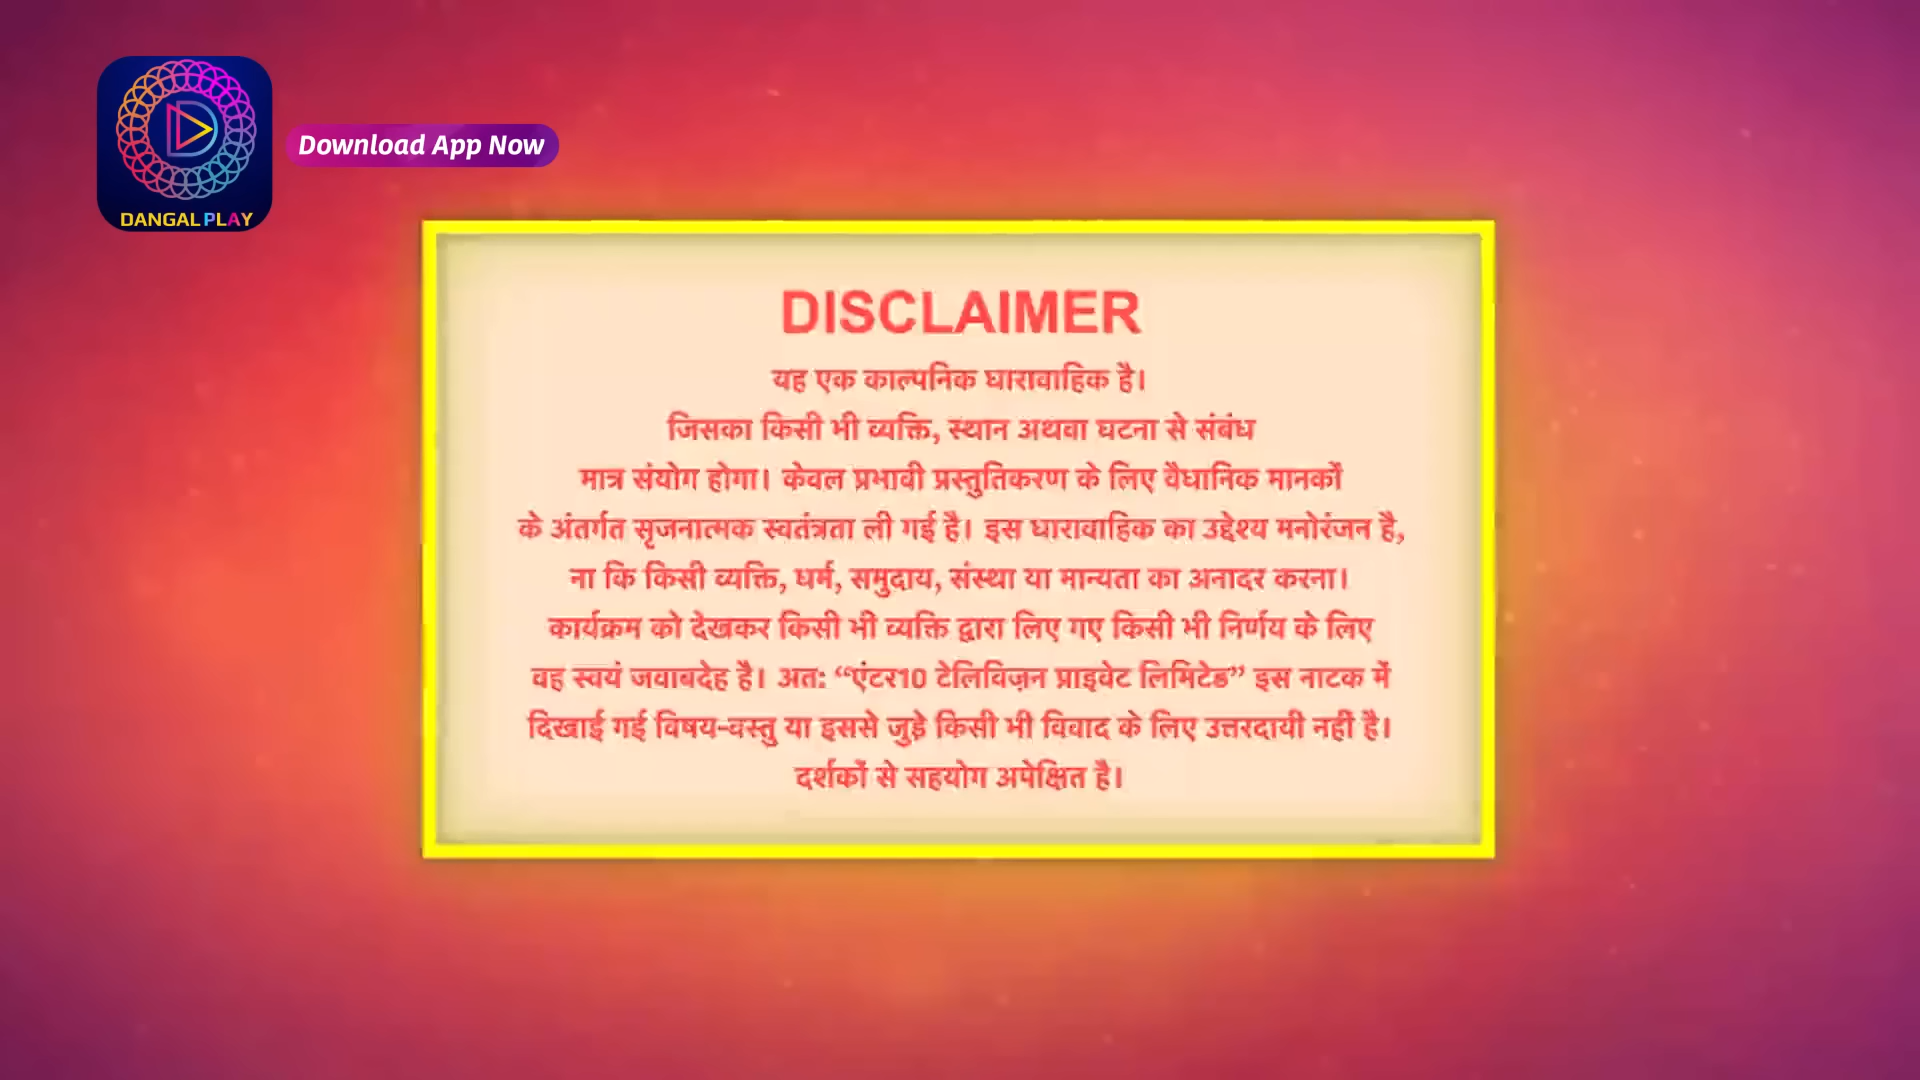 DANGAL PLAY
Download App Now
DISCLAIMER
यह एक काल्पनिक धारावाहिक है।
जिसका किसी भी व्यक्ति, स्थान अथवा घटना से संबंध
मात्र संयोग होगा। केवल प्रभावी प्रस्तुतिकरण के लिए वैधानिक मानकों
के अंतर्गत सृजनात्मक स्वतंत्रता ली गई है। इस धारावाहिक का उद्देश्य मनोरंजन है,
ना कि किसी व्यक्ति, धर्म, समुदाय, संस्था या मान्यता का अनादर करना।
कार्यक्रम को देखकर किसी भी व्यक्ति द्वारा लिए गए किसी भी निर्णय के लिए
वह स्वयं जवाबदेह है। अत: “एंटर10 टेलिविज़न प्राइवेट लिमिटेड” इस नाटक में
दिखाई गई विषय-वस्तु या इससे जुड़े किसी भी विवाद के लिए उत्तरदायी नहीं है।
दर्शकों से सहयोग अपेक्षित है।